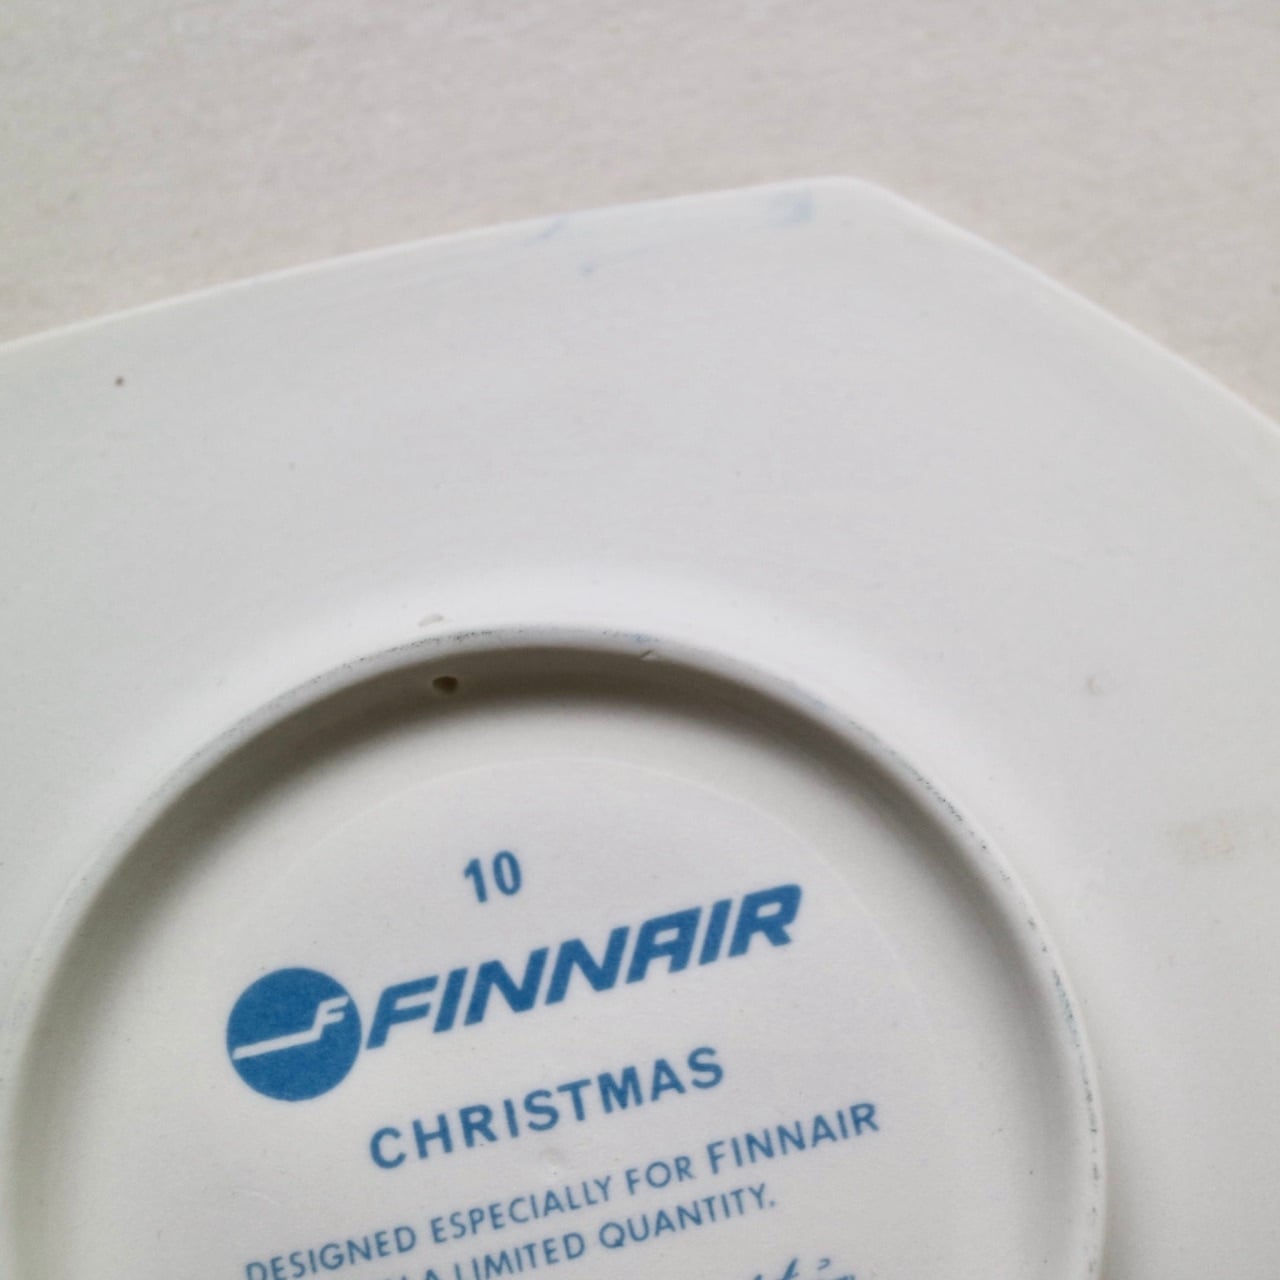 10
FINNAIR
CHRISTMAS
DESIGNED ESPECIALLY FOR FINNAIR
A LIMITED QUANTITY.